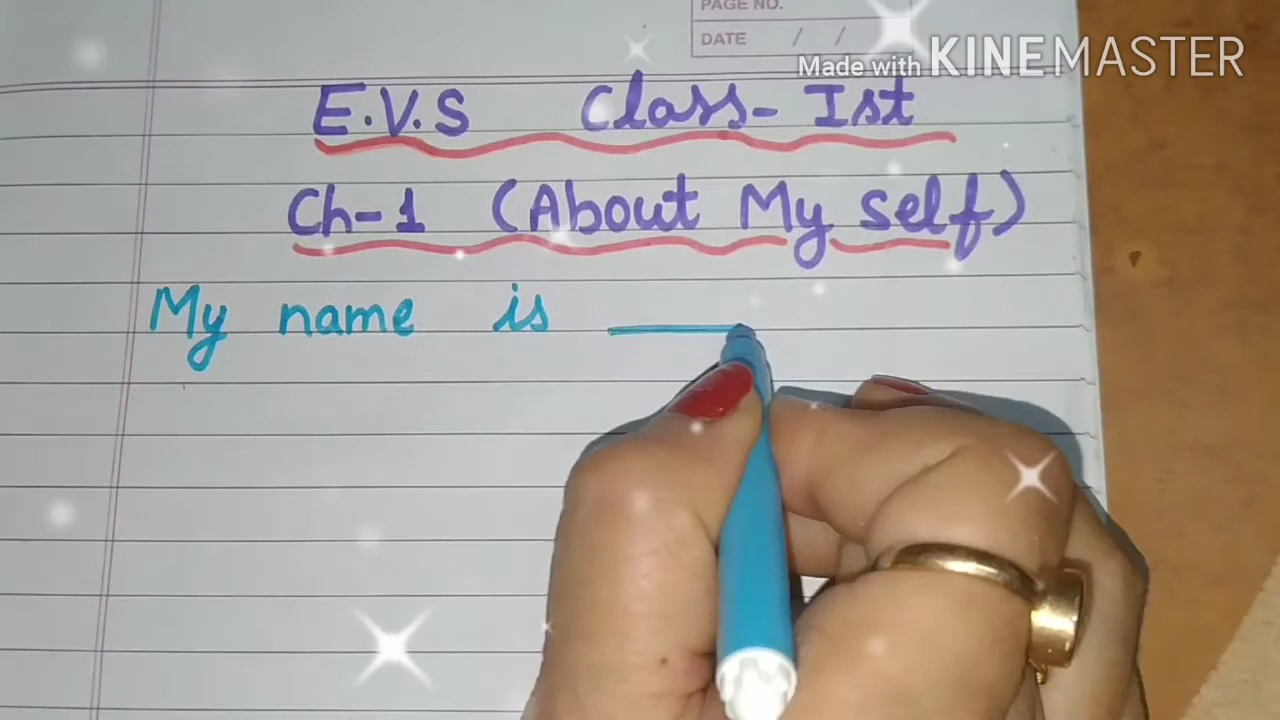 PAGE NO.
DATE / /
Made with KINEMASTER
E.V.S Class- Ist
Ch-1 (About My self)
My name is